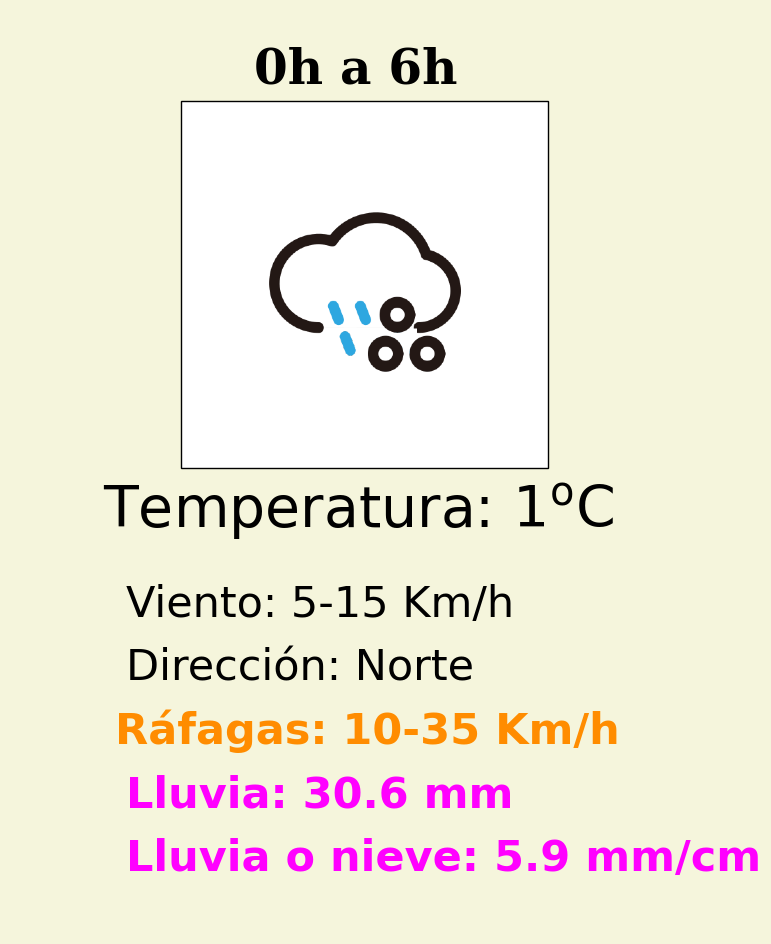 0h a 6h
Temperatura: 1ºC
Viento: 5-15 Km/h
Dirección: Norte
Ráfagas: 10-35 Km/h
Lluvia: 30.6 mm
Lluvia o nieve: 5.9 mm/cm